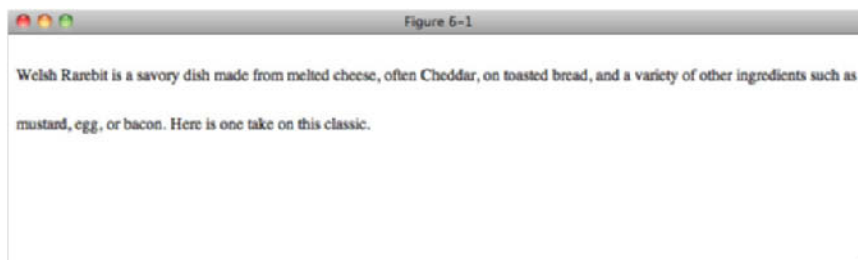 Figure 6-1
Welsh Rarebit is a savory dish made from melted cheese, often Cheddar, on toasted bread, and a variety of other ingredients such as
mustard, egg, or bacon. Here is one take on this classic.